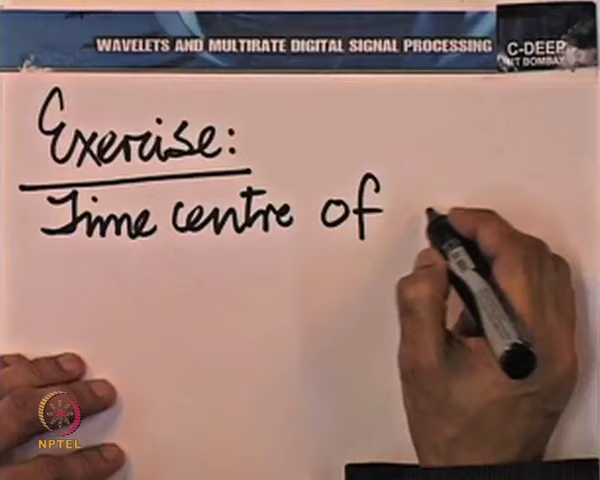 WAVELETS AND MULTIRATE DIGITAL SIGNAL PROCESSING
C-DEEP
IIT BOMBAY
Exercise:
Time centre of
NPTEL